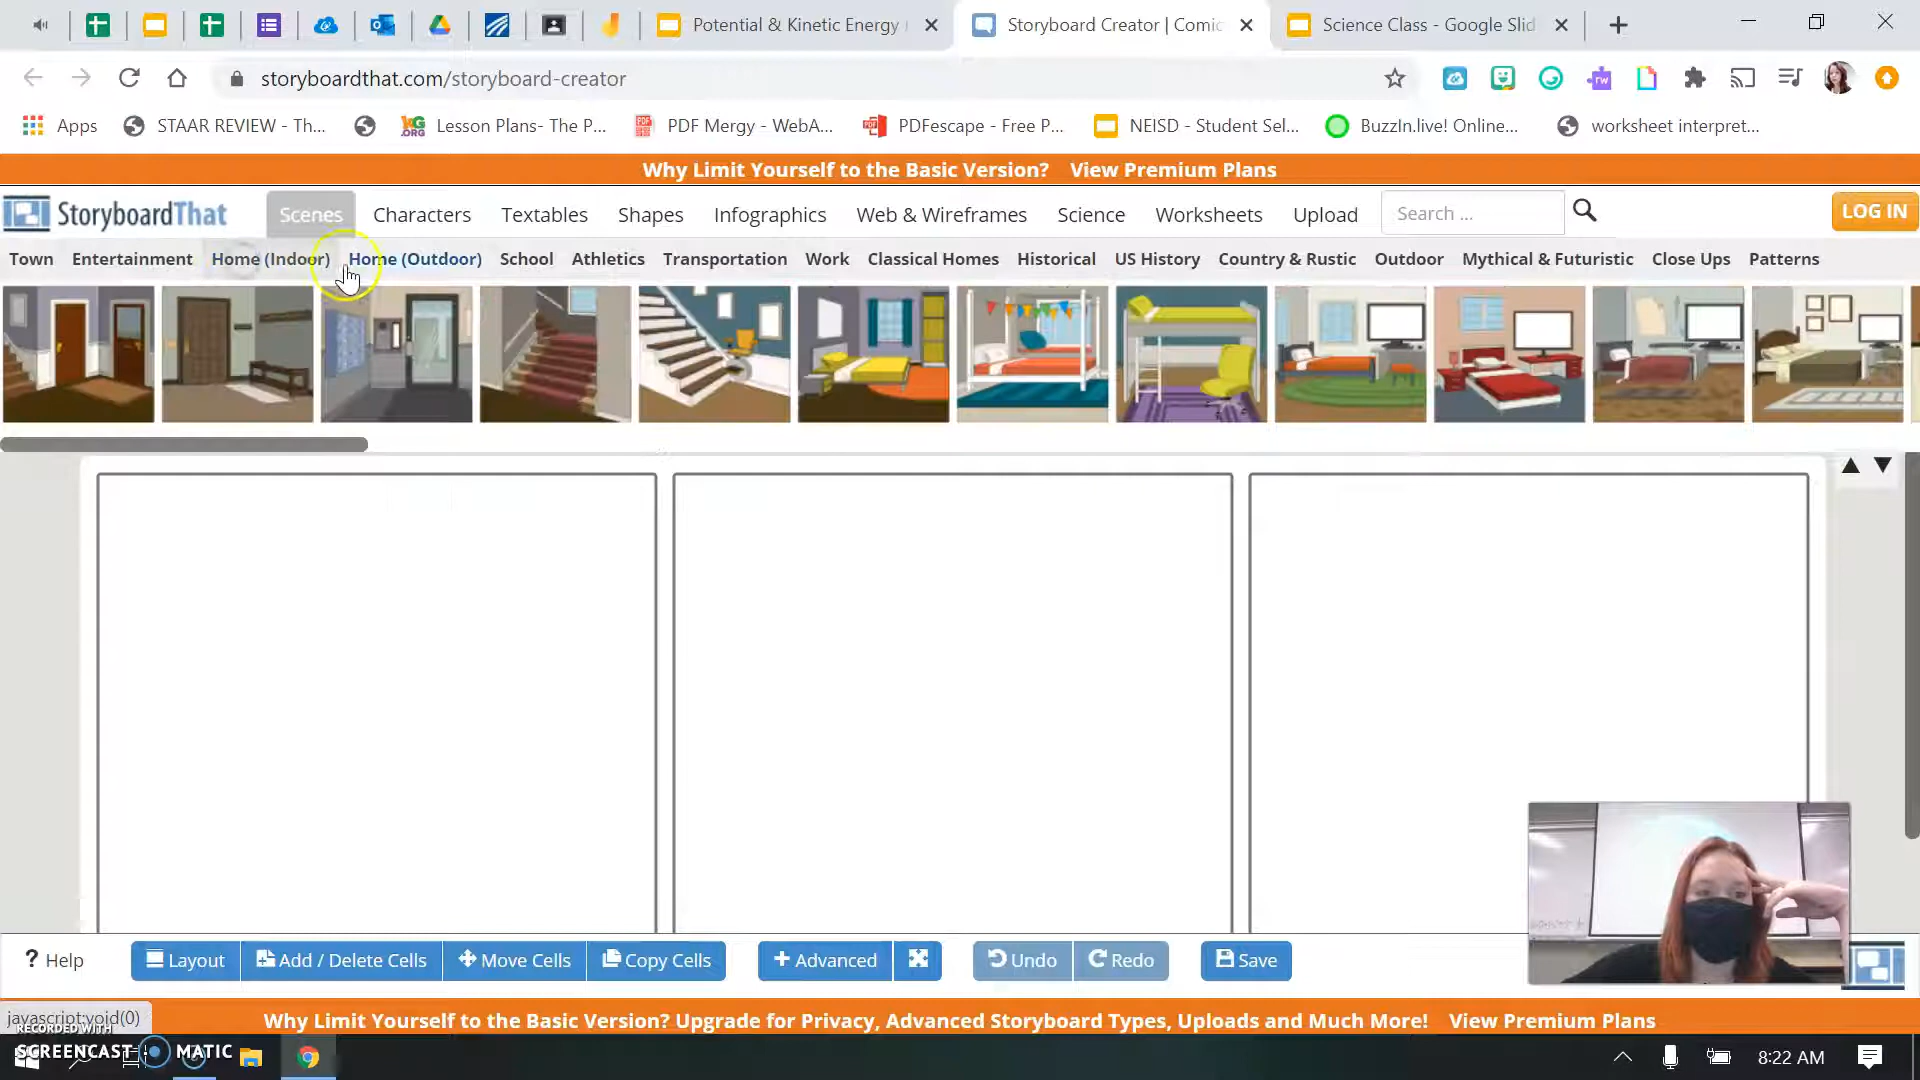 Potential & Kinetic Energy
Storyboard Creator | Comic
Science Class - Google Slid
storyboardthat.com/storyboard-creator
Apps
STAAR REVIEW - Th...
Lesson Plans- The P...
PDF Mergy - WebA...
PDFescape - Free P...
NEISD - Student Sel...
BuzzIn.live! Online...
worksheet interpret...
Why Limit Yourself to the Basic Version? View Premium Plans
StoryboardThat
Scenes
Characters
Textables
Shapes
Infographics
Web & Wireframes
Science
Worksheets
Upload
Search ...
LOG IN
Town
Entertainment
Home (Indoor)
Home (Outdoor)
School
Athletics
Transportation
Work
Classical Homes
Historical
US History
Country & Rustic
Outdoor
Mythical & Futuristic
Close Ups
Patterns
? Help
Layout
Add / Delete Cells
Move Cells
Copy Cells
+ Advanced
Undo
Redo
Save
javascript:void(0)
Why Limit Yourself to the Basic Version? Upgrade for Privacy, Advanced Storyboard Types, Uploads and Much More! View Premium Plans
RECORDED WITH
SCREENCAST MATIC
8:22 AM